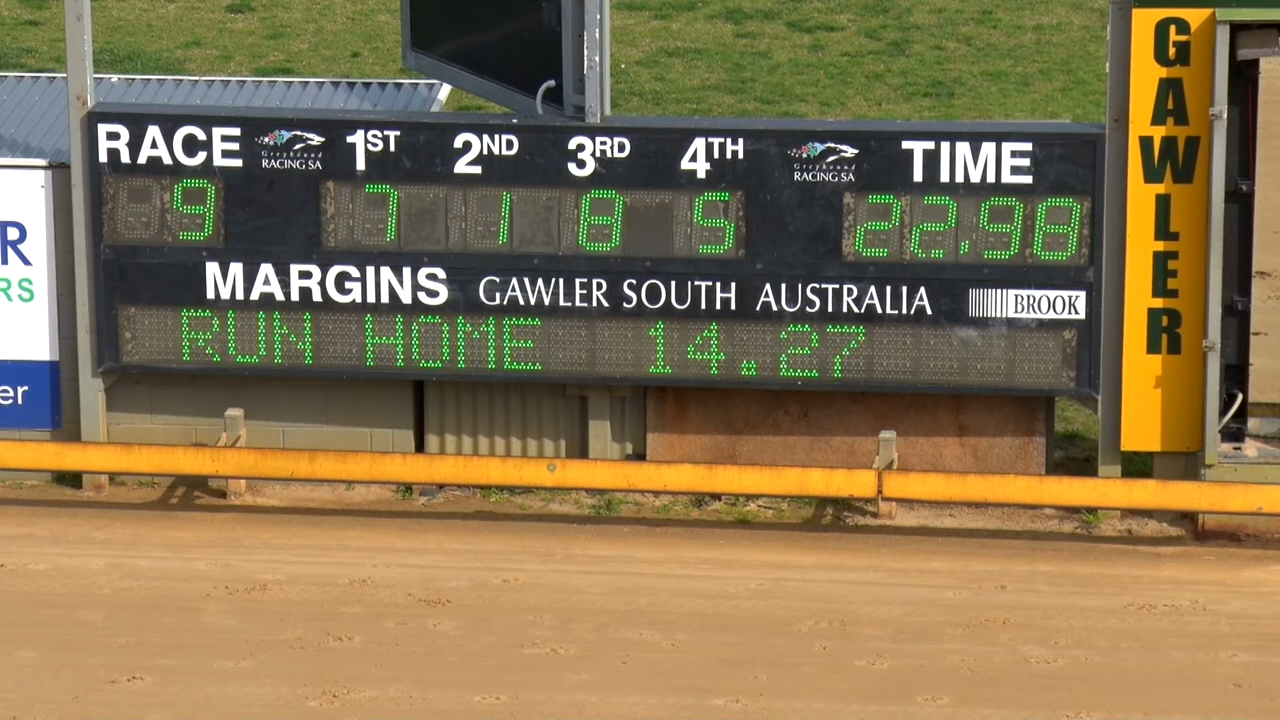 RACE Greyhound RACING SA 1ST 2ND 3RD 4TH Greyhound RACING SA TIME
9 7 1 8 5 22.98
MARGINS GAWLER SOUTH AUSTRALIA BROOK
RUN HOME 14.27
GAWLER
R
RS
er